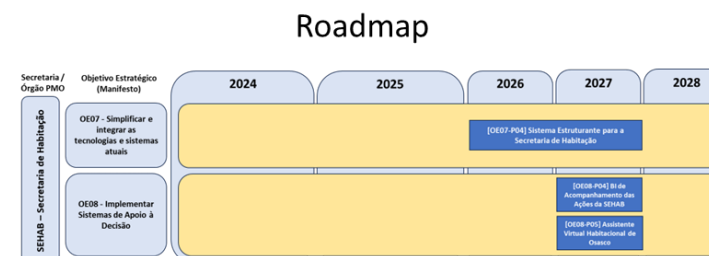 Roadmap
Secretaria /
Órgão PMO
Objetivo Estratégico
(Manifesto)
2024
2025
2026
2027
2028
SEHAB – Secretaria de Habitação
OE07 - Simplificar e
integrar as
tecnologias e sistemas
atuais
[OE07-P04] Sistema Estruturante para a
Secretaria de Habitação
OE08 - Implementar
Sistemas de Apoio à
Decisão
[OE08-P04] BI de
Acompanhamento das
Ações da SEHAB
[OE08-P05] Assistente
Virtual Habitacional de
Osasco